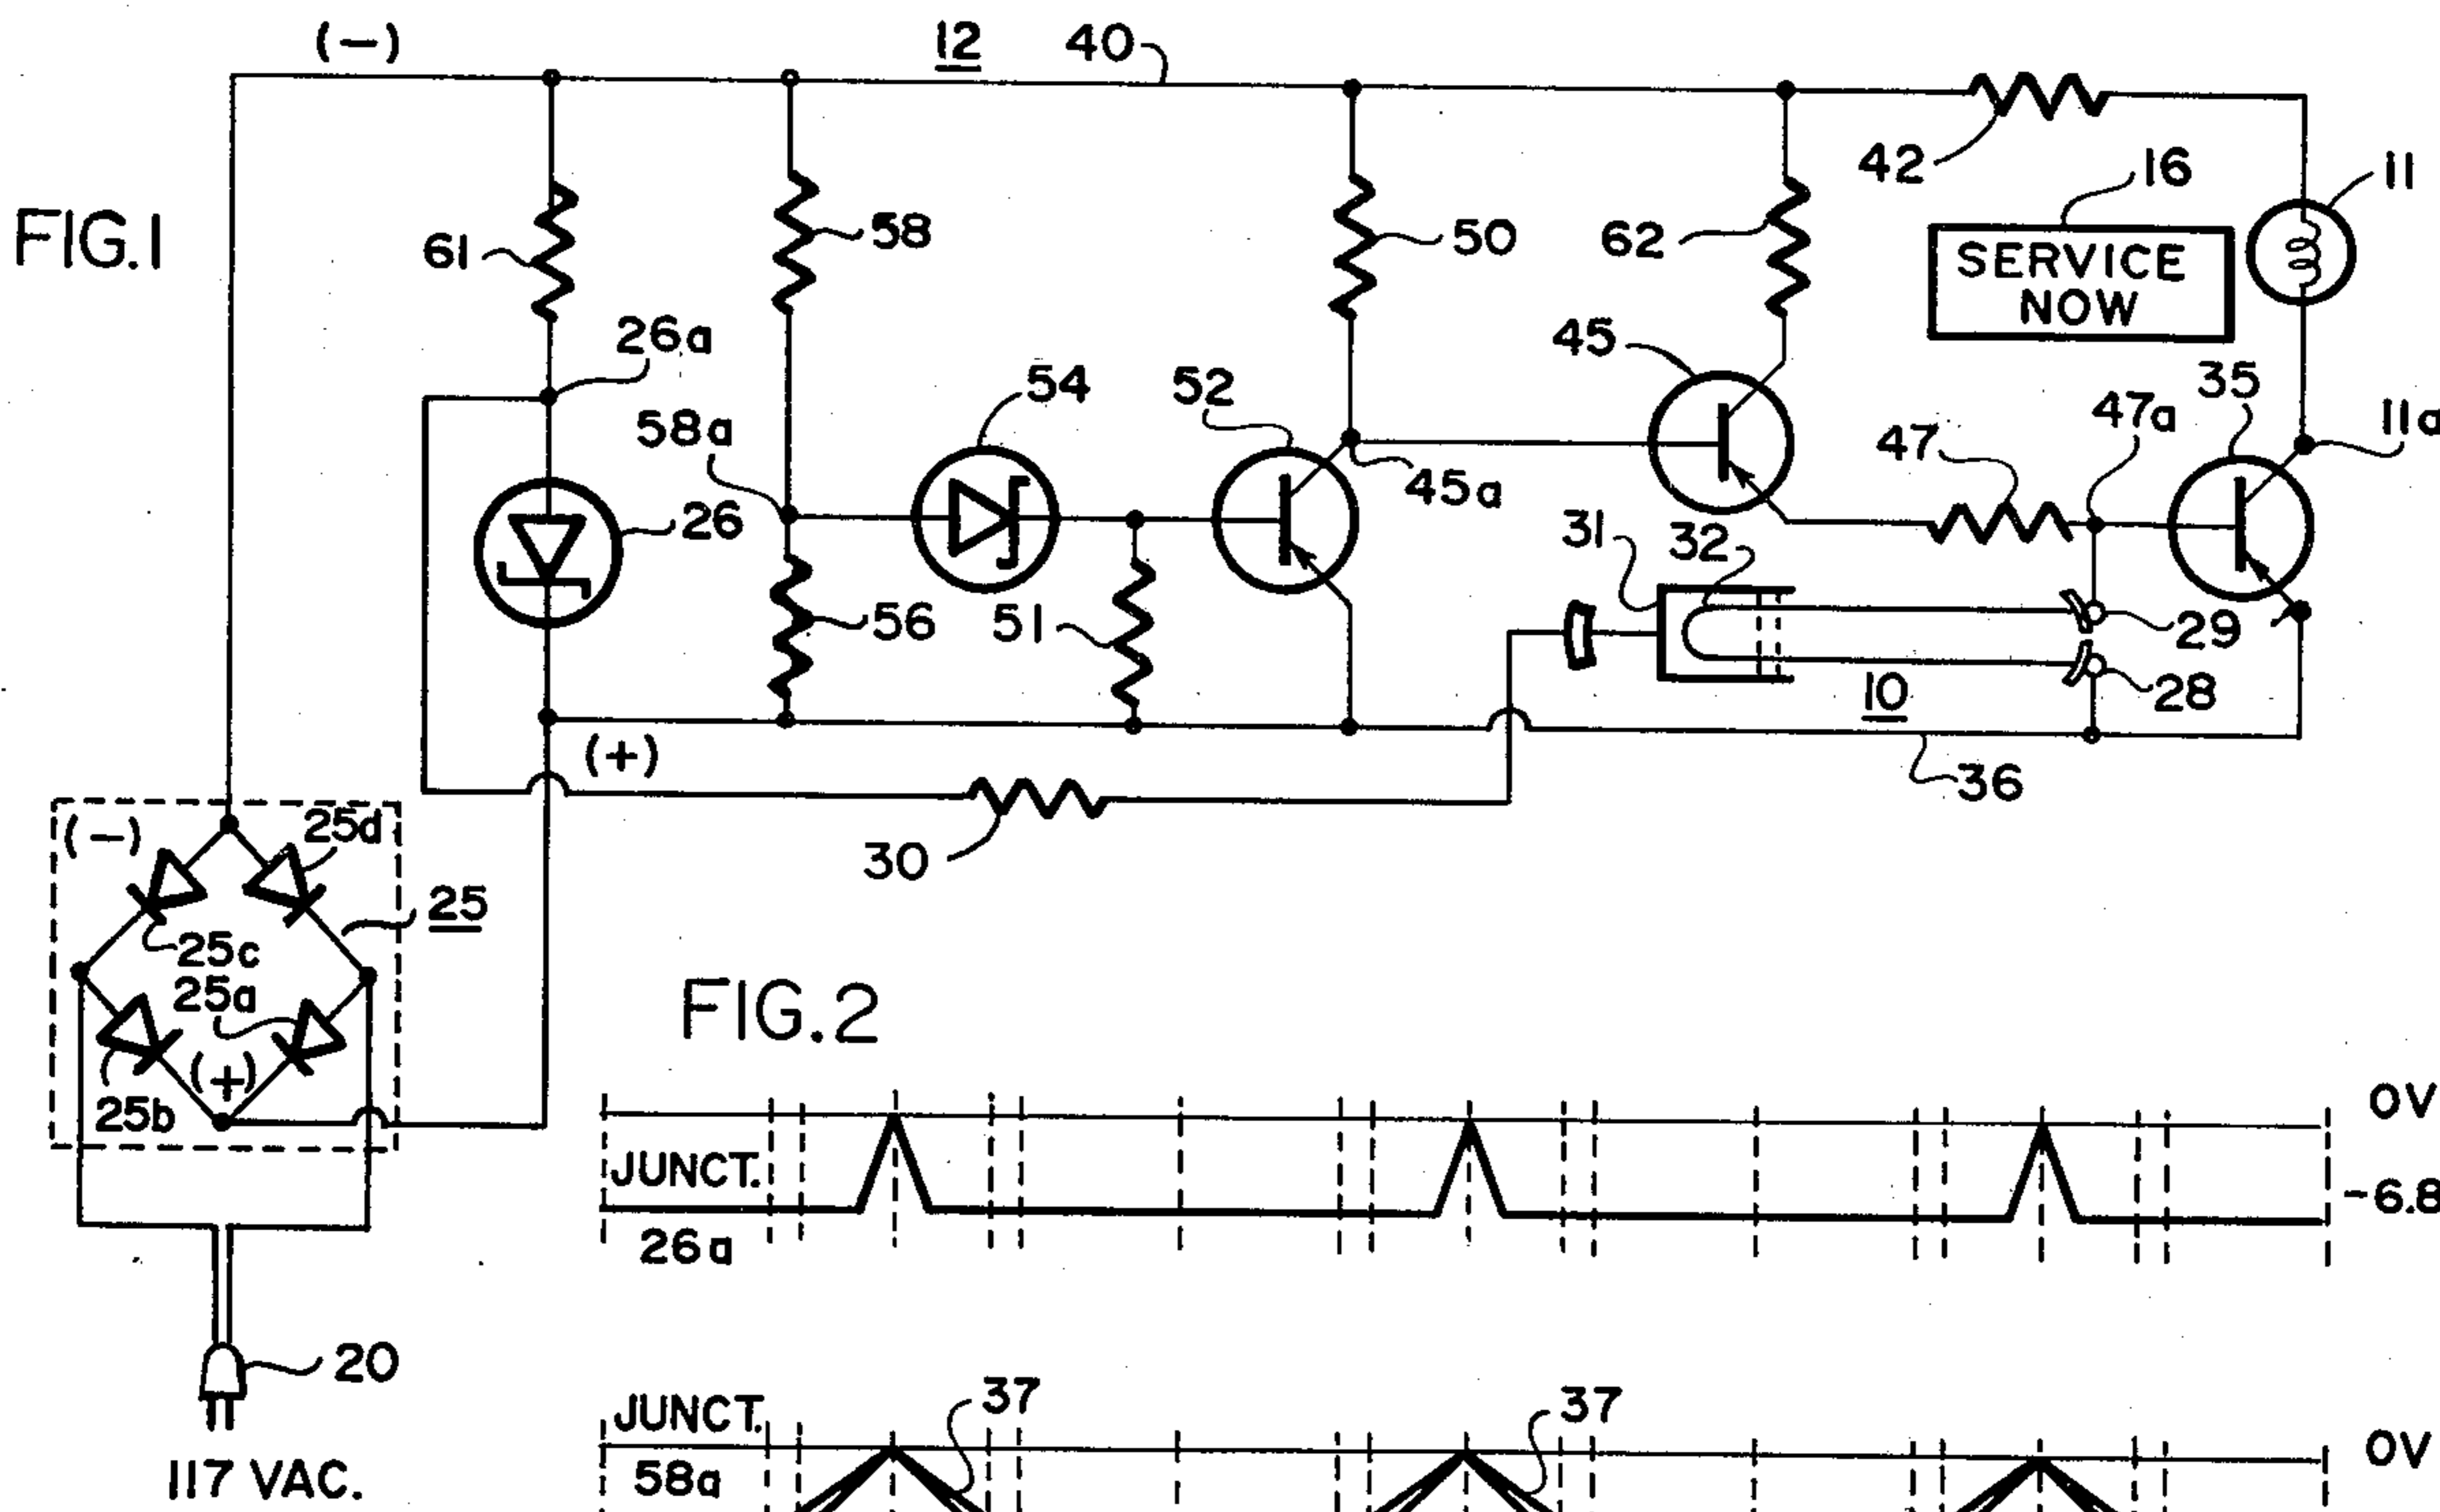 (−) 12 40
42
16 11
FIG.1
61 58 50 62
SERVICE
NOW
26a 45
54 52 35
58a 47 47a 11a
45a
26 31 32
56 51 29
10 28
(+)
36
(−) 25d
30
25
25c
25a
FIG.2
(+)
25b
0V
JUNCT.
26a
-6.8
20
JUNCT. 37 37
58a
0V
117 VAC.